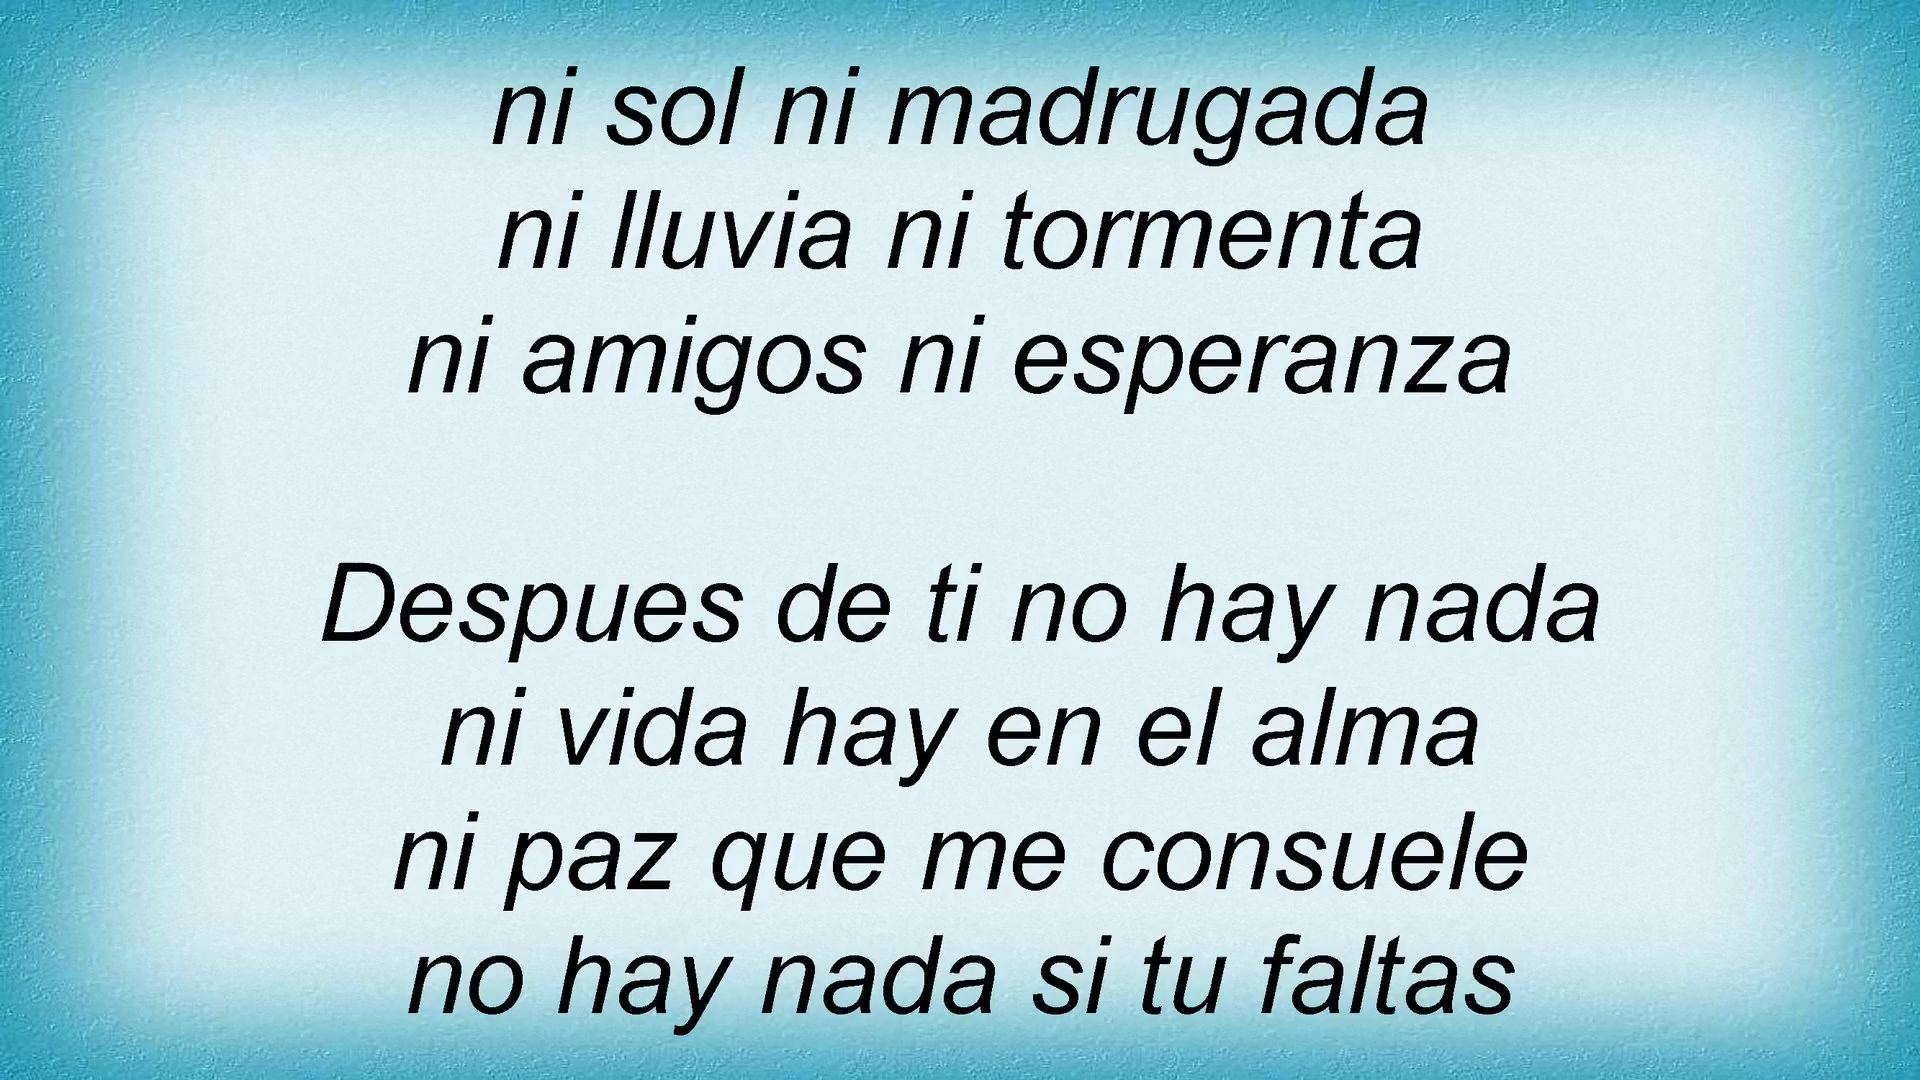 ni sol ni madrugada
ni lluvia ni tormenta
ni amigos ni esperanza
Despues de ti no hay nada
ni vida hay en el alma
ni paz que me consuele
no hay nada si tu faltas